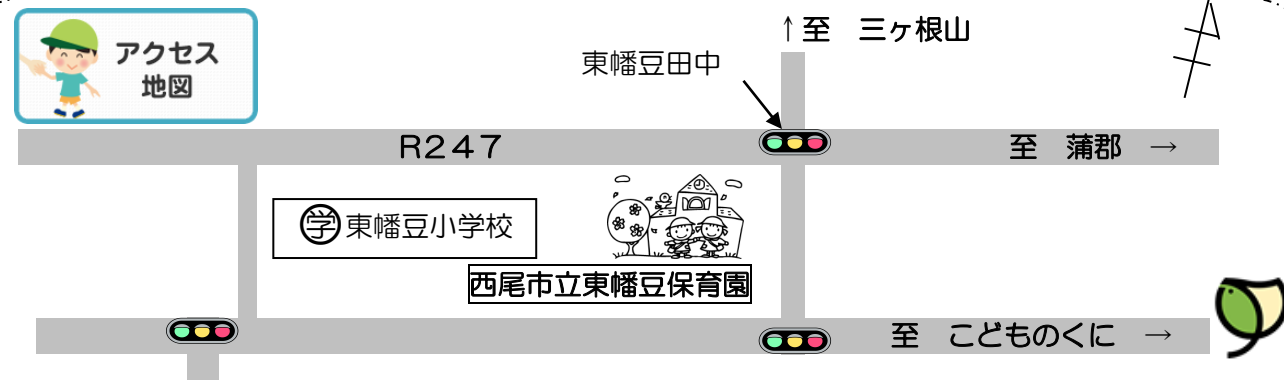 アクセス
地図
↑至　三ヶ根山
東幡豆田中
R247
至　蒲郡　→
学 東幡豆小学校
西尾市立東幡豆保育園
至　こどものくに　→